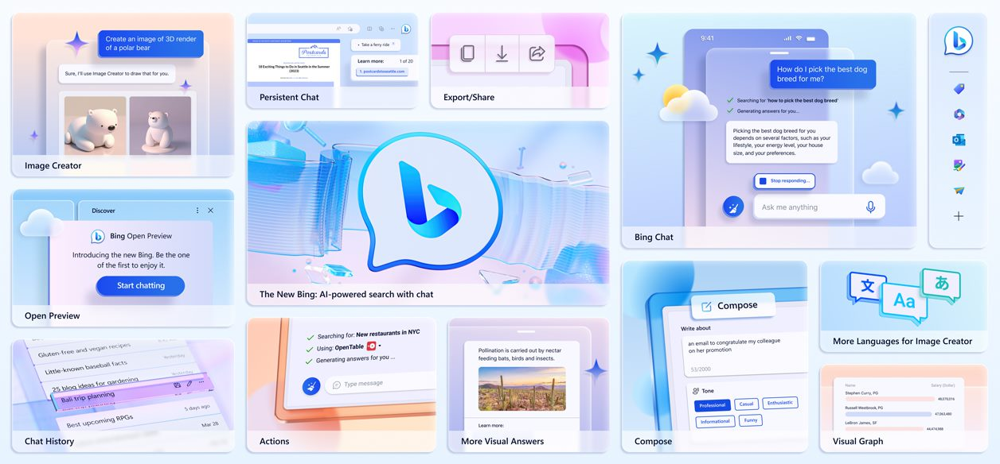 Create an image of 3D render
of a polar bear
Sure, I'll use Image Creator to draw that for you.
Image Creator
Take a ferry ride
Postcards
18 Exciting Things to Do in Seattle in the Summer
(2023)
Learn more:
1 of 20
1. postcardstoseattle.com
Persistent Chat
Export/Share
9:41
How do I pick the best dog
breed for me?
Searching for 'how to pick the best dog breed'
Generating answers for you...
Picking the best dog breed for you
depends on several factors, such as your
lifestyle, your energy level, your house
size, and your preferences.
Stop responding...
Ask me anything
Bing Chat
Discover
Bing Open Preview
Introducing the new Bing. Be the one
of the first to enjoy it.
Start chatting
Open Preview
The New Bing: AI-powered search with chat
Gluten-free and vegan recipes
Little-known baseball facts
Yesterday
25 blog ideas for gardening
Yesterday
Bali trip planning
Best upcoming RPGs
5 days ago
Mar 28
Chat History
Searching for: New restaurants in NYC
Using: OpenTable
Generating answers for you ...
Type message
Actions
Pollination is carried out by nectar
feeding bats, birds and insects.
Learn more:
More Visual Answers
Compose
Write about
an email to congratulate my colleague
on her promotion
53/2000
Tone
Professional
Casual
Enthusiastic
Informational
Funny
Compose
文
Aa
あ
More Languages for Image Creator
Name
Salary (Dollar)
Stephen Curry, PG
48,070,014
Russell Westbrook, PG
47,063,480
LeBron James, SF
44,474,988
Visual Graph